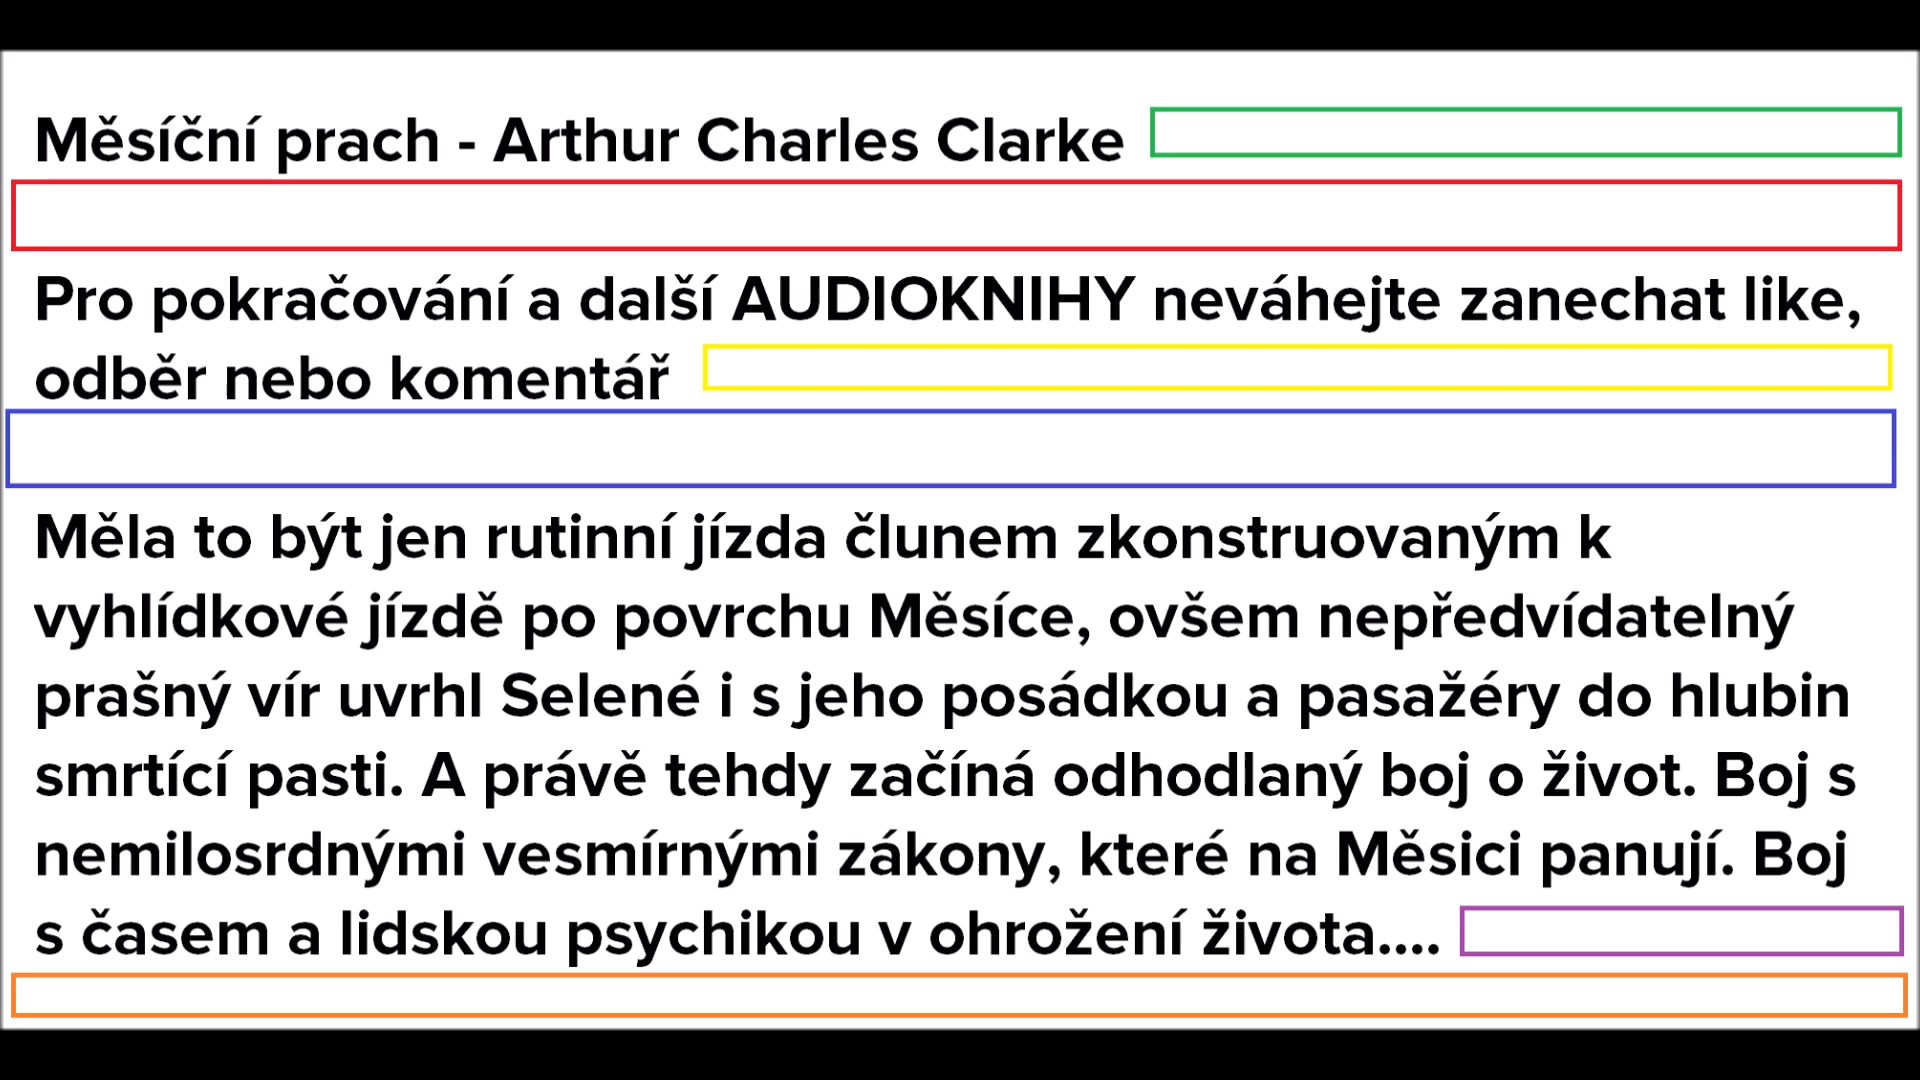 Měsíční prach - Arthur Charles Clarke
Pro pokračování a další AUDIOKNIHY neváhejte zanechat like,
odběr nebo komentář
Měla to být jen rutinní jízda člunem zkonstruovaným k
vyhlídkové jízdě po povrchu Měsíce, ovšem nepředvídatelný
prašný vír uvrhl Selené i s jeho posádkou a pasažéry do hlubin
smrtící pasti. A právě tehdy začíná odhodlaný boj o život. Boj s
nemilosrdnými vesmírnými zákony, které na Měsici panují. Boj
s časem a lidskou psychikou v ohrožení života....